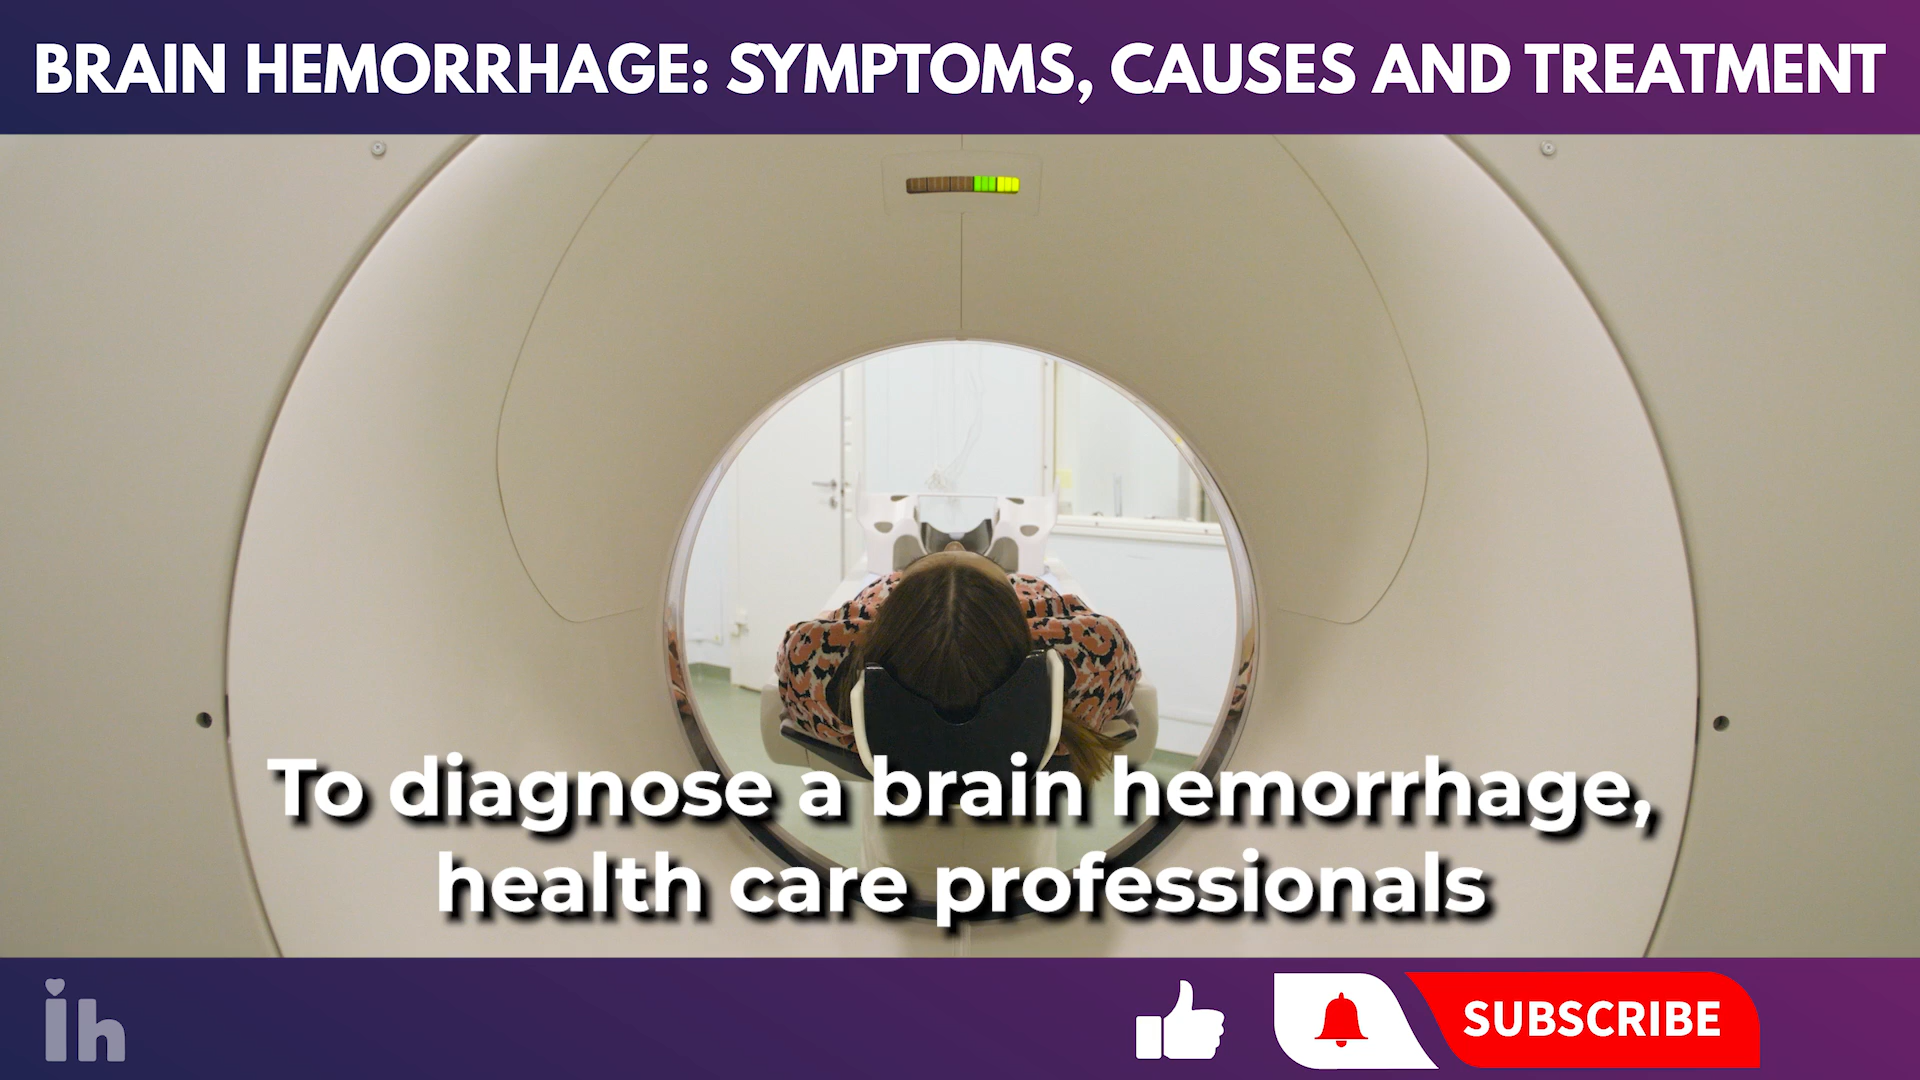 BRAIN HEMORRHAGE: SYMPTOMS, CAUSES AND TREATMENT
To diagnose a brain hemorrhage,
health care professionals
ih
SUBSCRIBE